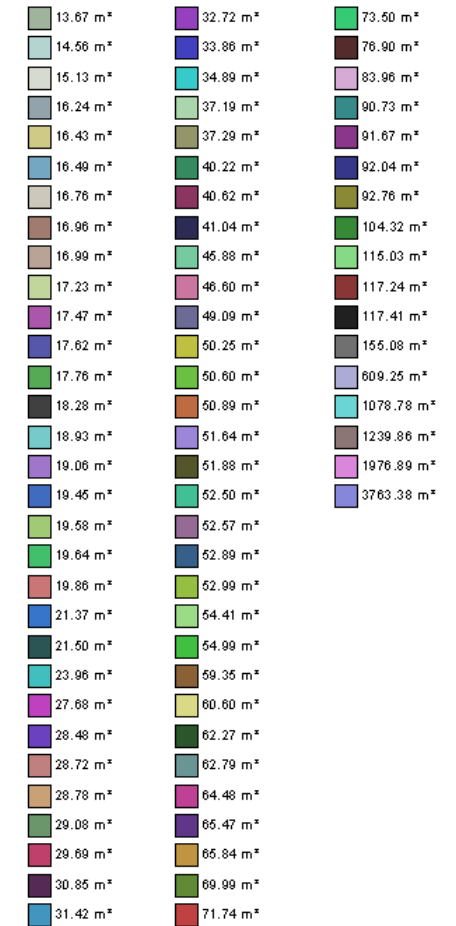 13.67 m²
14.56 m²
15.13 m²
16.24 m²
16.43 m²
16.49 m²
16.76 m²
16.96 m²
16.99 m²
17.23 m²
17.47 m²
17.62 m²
17.76 m²
18.28 m²
18.93 m²
19.06 m²
19.45 m²
19.58 m²
19.64 m²
19.86 m²
21.37 m²
21.50 m²
23.96 m²
27.68 m²
28.48 m²
28.72 m²
28.78 m²
29.08 m²
29.69 m²
30.85 m²
31.42 m²
32.72 m²
33.86 m²
34.89 m²
37.19 m²
37.29 m²
40.22 m²
40.62 m²
41.04 m²
45.88 m²
46.60 m²
49.09 m²
50.25 m²
50.60 m²
50.89 m²
51.64 m²
51.88 m²
52.50 m²
52.57 m²
52.89 m²
52.99 m²
54.41 m²
54.99 m²
59.35 m²
60.60 m²
62.27 m²
62.79 m²
64.48 m²
65.47 m²
65.84 m²
69.99 m²
71.74 m²
73.50 m²
76.90 m²
83.96 m²
90.73 m²
91.67 m²
92.04 m²
92.76 m²
104.32 m²
115.03 m²
117.24 m²
117.41 m²
155.08 m²
609.25 m²
1078.78 m²
1239.86 m²
1976.89 m²
3763.38 m²